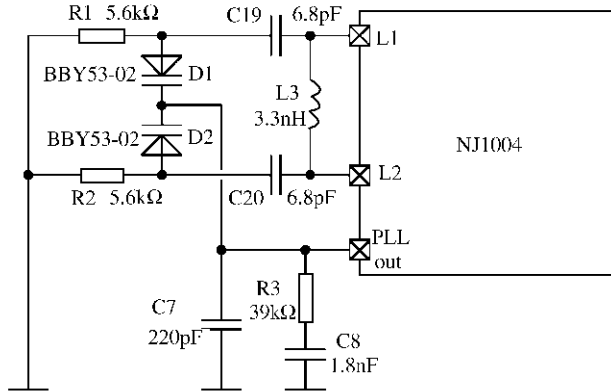 R1 5.6kΩ
C19 6.8pF
L1
BBY53-02 D1
L3
3.3nH
BBY53-02 D2
NJ1004
L2
R2 5.6kΩ
C20 6.8pF
PLL
out
R3
39kΩ
C7
220pF
C8
1.8nF